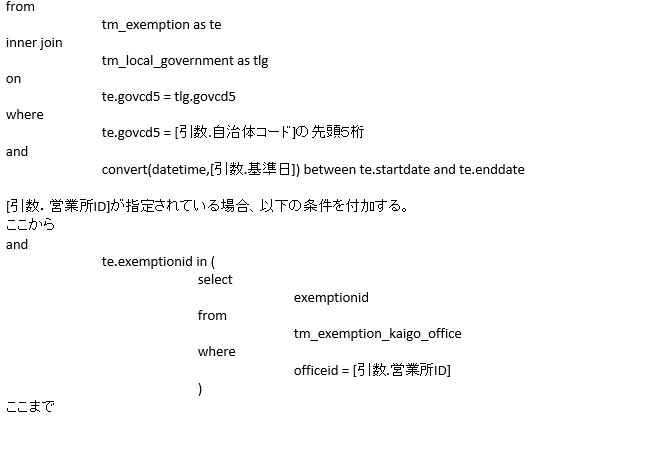 from
tm_exemption as te
inner join
tm_local_government as tlg
on
te.govcd5 = tlg.govcd5
where
te.govcd5 = [引数.自治体コード]の先頭5桁
and
convert(datetime,[引数.基準日]) between te.startdate and te.enddate
[引数. 営業所ID]が指定されている場合、以下の条件を付加する。
ここから
and
te.exemptionid in (
select
exemptionid
from
tm_exemption_kaigo_office
where
officeid = [引数.営業所ID]
)
ここまで